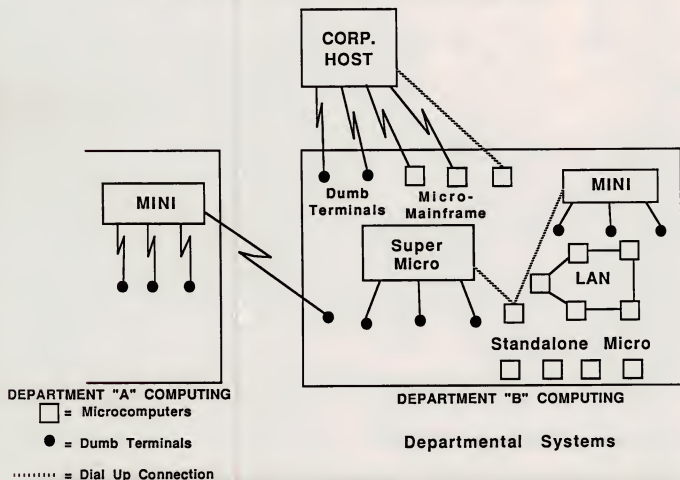 CORP.
HOST
Dumb
Terminals
Micro-
Mainframe
MINI
MINI
Super
Micro
LAN
Standalone Micro
DEPARTMENT "A" COMPUTING
DEPARTMENT "B" COMPUTING
= Microcomputers
= Dumb Terminals
= Dial Up Connection
Departmental Systems